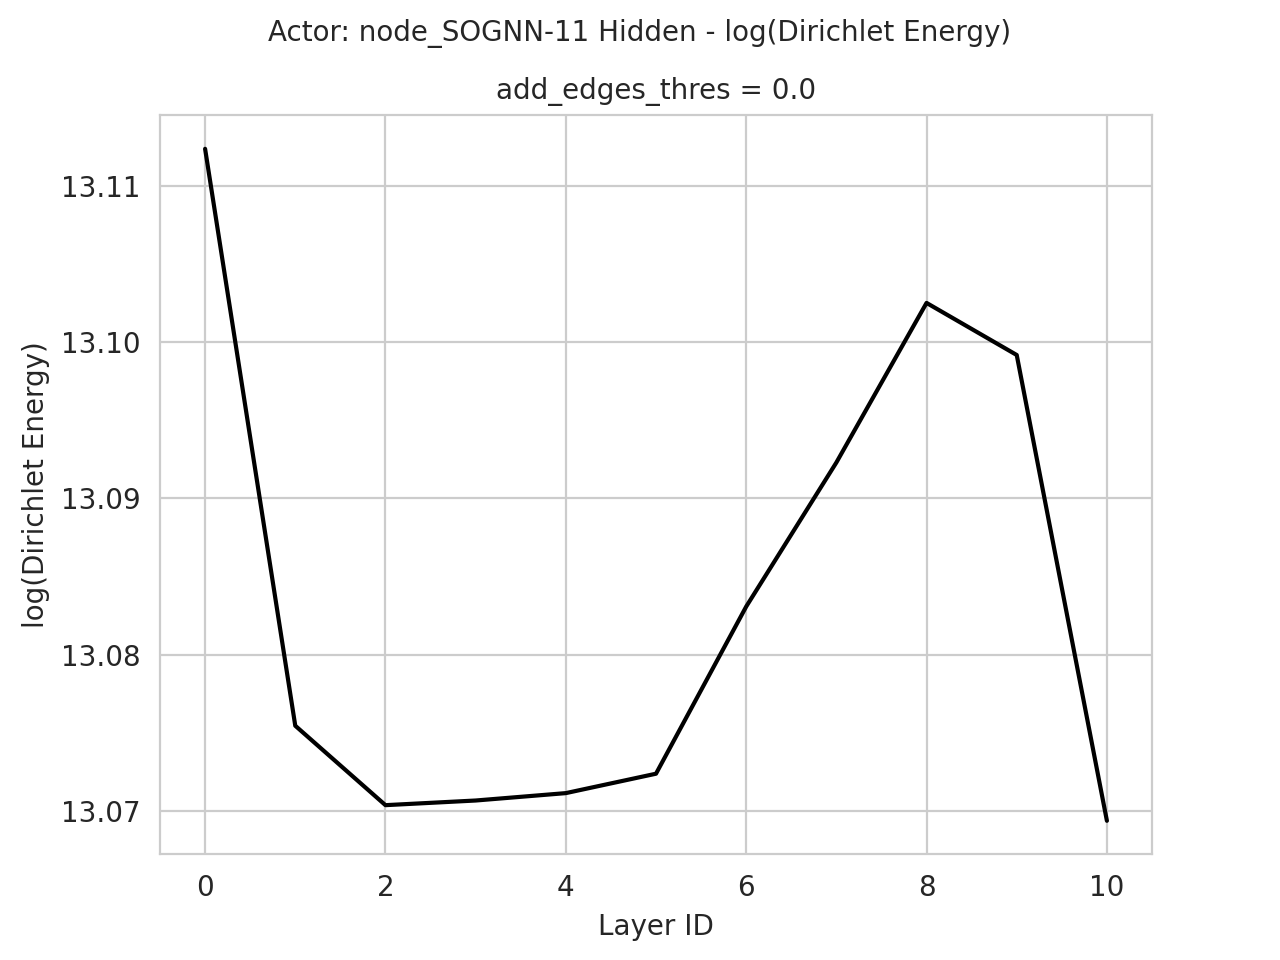 Actor: node_SOGNN-11 Hidden - log(Dirichlet Energy)
add_edges_thres = 0.0
log(Dirichlet Energy)
13.11
13.10
13.09
13.08
13.07
0 2 4 6 8 10
Layer ID